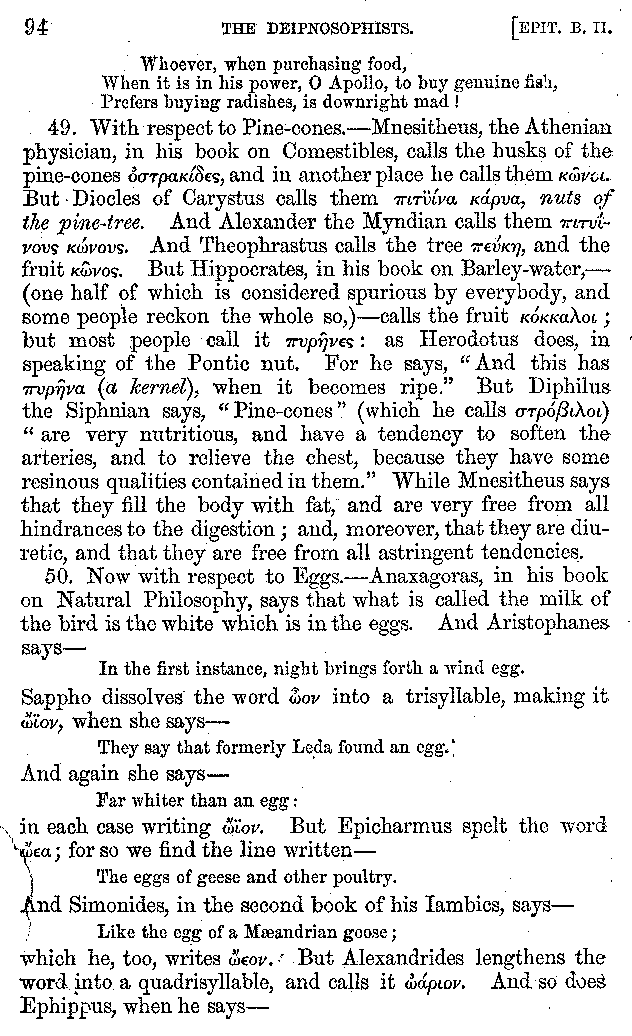 94 THE DEIPNOSOPHISTS. [EPIT. B. II.
Whoever, when purchasing food,
When it is in his power, O Apollo, to buy genuine fish,
Prefers buying radishes, is downright mad!
49. With respect to Pine-cones.—Mnesitheus, the Athenian
physician, in his book on Comestibles, calls the husks of the
pine-cones ὀστρακίδες, and in another place he calls them κῶνοι.
But Diocles of Carystus calls them πιτύϊνα κάρυα, nuts of
the pine-tree. And Alexander the Myndian calls them πιτυΐ-
νους κώνους. And Theophrastus calls the tree πεύκη, and the
fruit κῶνος. But Hippocrates, in his book on Barley-water,—
(one half of which is considered spurious by everybody, and
some people reckon the whole so,)—calls the fruit κόκκαλοι;
but most people call it πυρῆνες: as Herodotus does, in
speaking of the Pontic nut. For he says, “And this has
πυρῆνα (a kernel), when it becomes ripe.” But Diphilus
the Siphnian says, “Pine-cones” (which he calls στρόβιλοι)
“are very nutritious, and have a tendency to soften the
arteries, and to relieve the chest, because they have some
resinous qualities contained in them.” While Mnesitheus says
that they fill the body with fat, and are very free from all
hindrances to the digestion; and, moreover, that they are diu-
retic, and that they are free from all astringent tendencies.
50. Now with respect to Eggs.—Anaxagoras, in his book
on Natural Philosophy, says that what is called the milk of
the bird is the white which is in the eggs. And Aristophanes
says—
In the first instance, night brings forth a wind egg.
Sappho dissolves the word ὦον into a trisyllable, making it
ὤϊον, when she says—
They say that formerly Leda found an egg.
And again she says—
Far whiter than an egg:
in each case writing ὤϊον. But Epicharmus spelt the word
ὤεα; for so we find the line written—
The eggs of geese and other poultry.
And Simonides, in the second book of his Iambics, says—
Like the egg of a Mæandrian goose;
which he, too, writes ὤεον. But Alexandrides lengthens the
word into a quadrisyllable, and calls it ὠάριον. And so does
Ephippus, when he says—